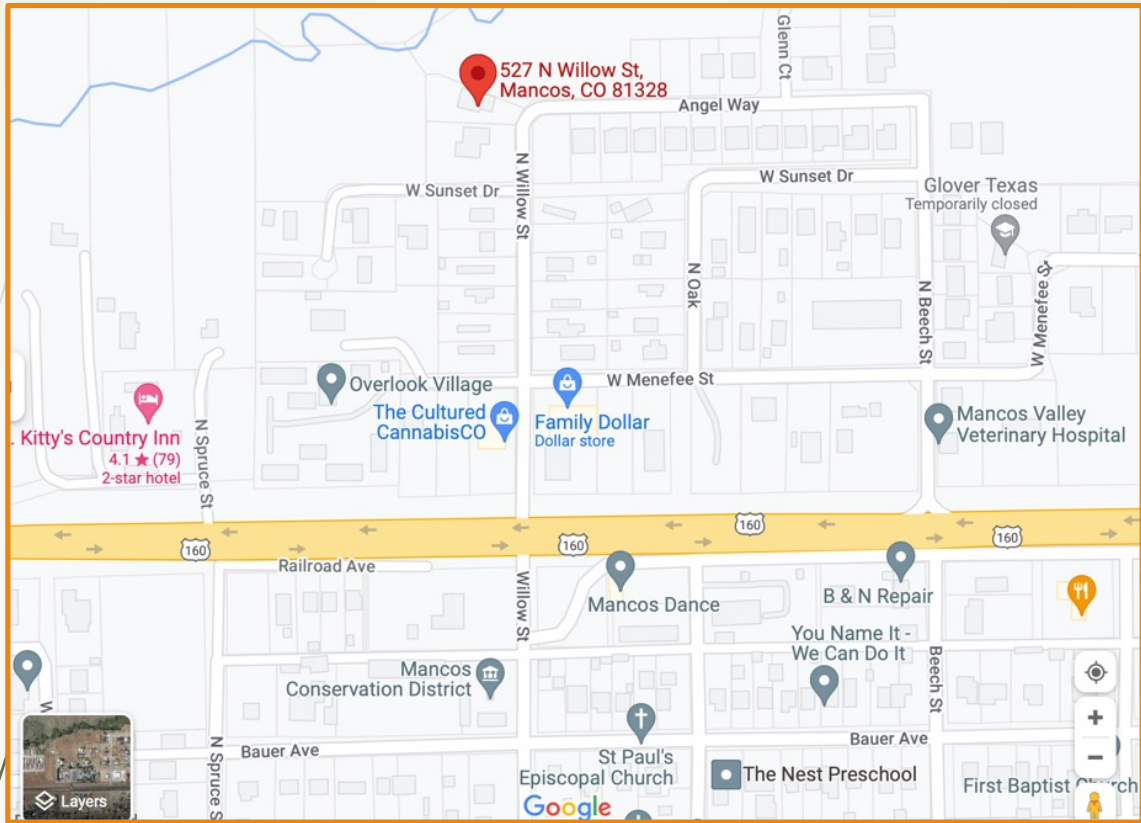 Glenn Ct
527 N Willow St,
Mancos, CO 81328
Angel Way
N Willow St
W Sunset Dr
W Sunset Dr
Glover Texas
Temporarily closed
N Oak
N Beech St
W Menefee St
W Menefee St
Overlook Village
The Cultured
CannabisCO
Family Dollar
Dollar store
Mancos Valley
Veterinary Hospital
. Kitty's Country Inn
4.1 ★ (79)
2-star hotel
N Spruce St
160
160
160
160
Railroad Ave
Willow St
Mancos Dance
B & N Repair
You Name It -
We Can Do It
Beech St
Mancos
Conservation District
W
N Spruce S
Bauer Ave
Bauer Ave
St Paul's
Episcopal Church
The Nest Preschool
First Baptist Church
Layers
Google